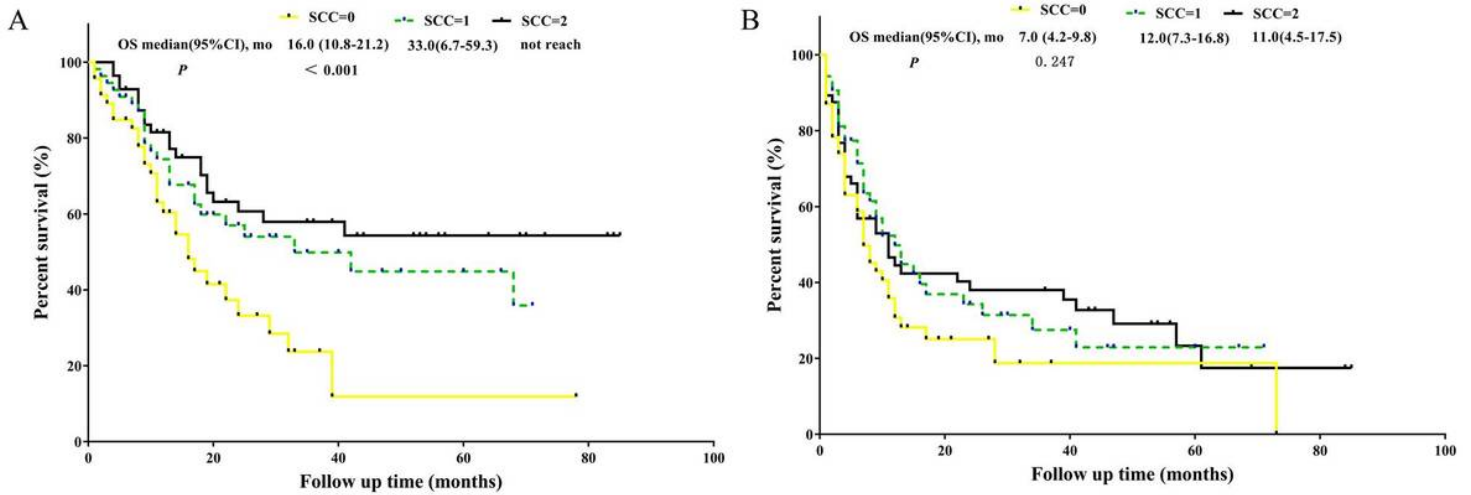 A
SCC=0 SCC=1 SCC=2
OS median(95%CI), mo 16.0 (10.8-21.2) 33.0(6.7-59.3) not reach
P < 0.001
Percent survival (%)
100
80
60
40
20
0
0 20 40 60 80 100
Follow up time (months)
B
SCC=0 SCC=1 SCC=2
OS median(95%CI), mo 7.0 (4.2-9.8) 12.0(7.3-16.8) 11.0(4.5-17.5)
P 0.247
Percent survival (%)
100
80
60
40
20
0
0 20 40 60 80 100
Follow up time (months)